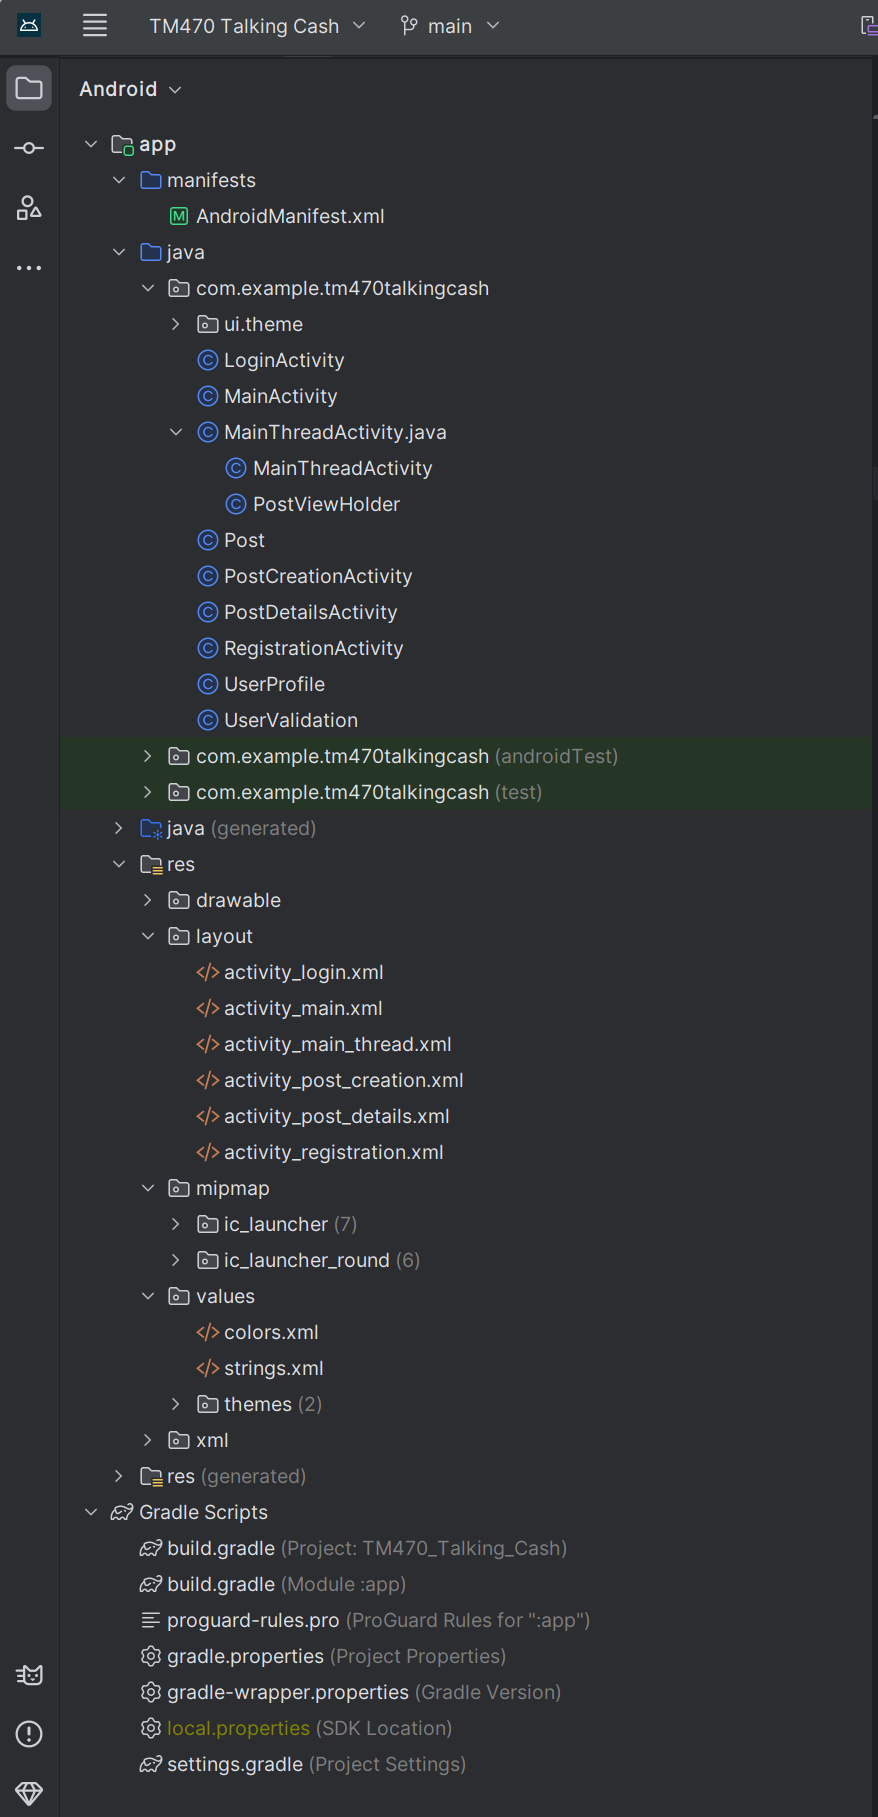 TM470 Talking Cash main
Android
app
manifests
M AndroidManifest.xml
java
com.example.tm470talkingcash
ui.theme
C LoginActivity
C MainActivity
C MainThreadActivity.java
C MainThreadActivity
C PostViewHolder
C Post
C PostCreationActivity
C PostDetailsActivity
C RegistrationActivity
C UserProfile
C UserValidation
com.example.tm470talkingcash (androidTest)
com.example.tm470talkingcash (test)
java (generated)
res
drawable
layout
</> activity_login.xml
</> activity_main.xml
</> activity_main_thread.xml
</> activity_post_creation.xml
</> activity_post_details.xml
</> activity_registration.xml
mipmap
ic_launcher (7)
ic_launcher_round (6)
values
</> colors.xml
</> strings.xml
themes (2)
xml
res (generated)
Gradle Scripts
build.gradle (Project: TM470_Talking_Cash)
build.gradle (Module :app)
proguard-rules.pro (ProGuard Rules for ":app")
gradle.properties (Project Properties)
gradle-wrapper.properties (Gradle Version)
local.properties (SDK Location)
settings.gradle (Project Settings)